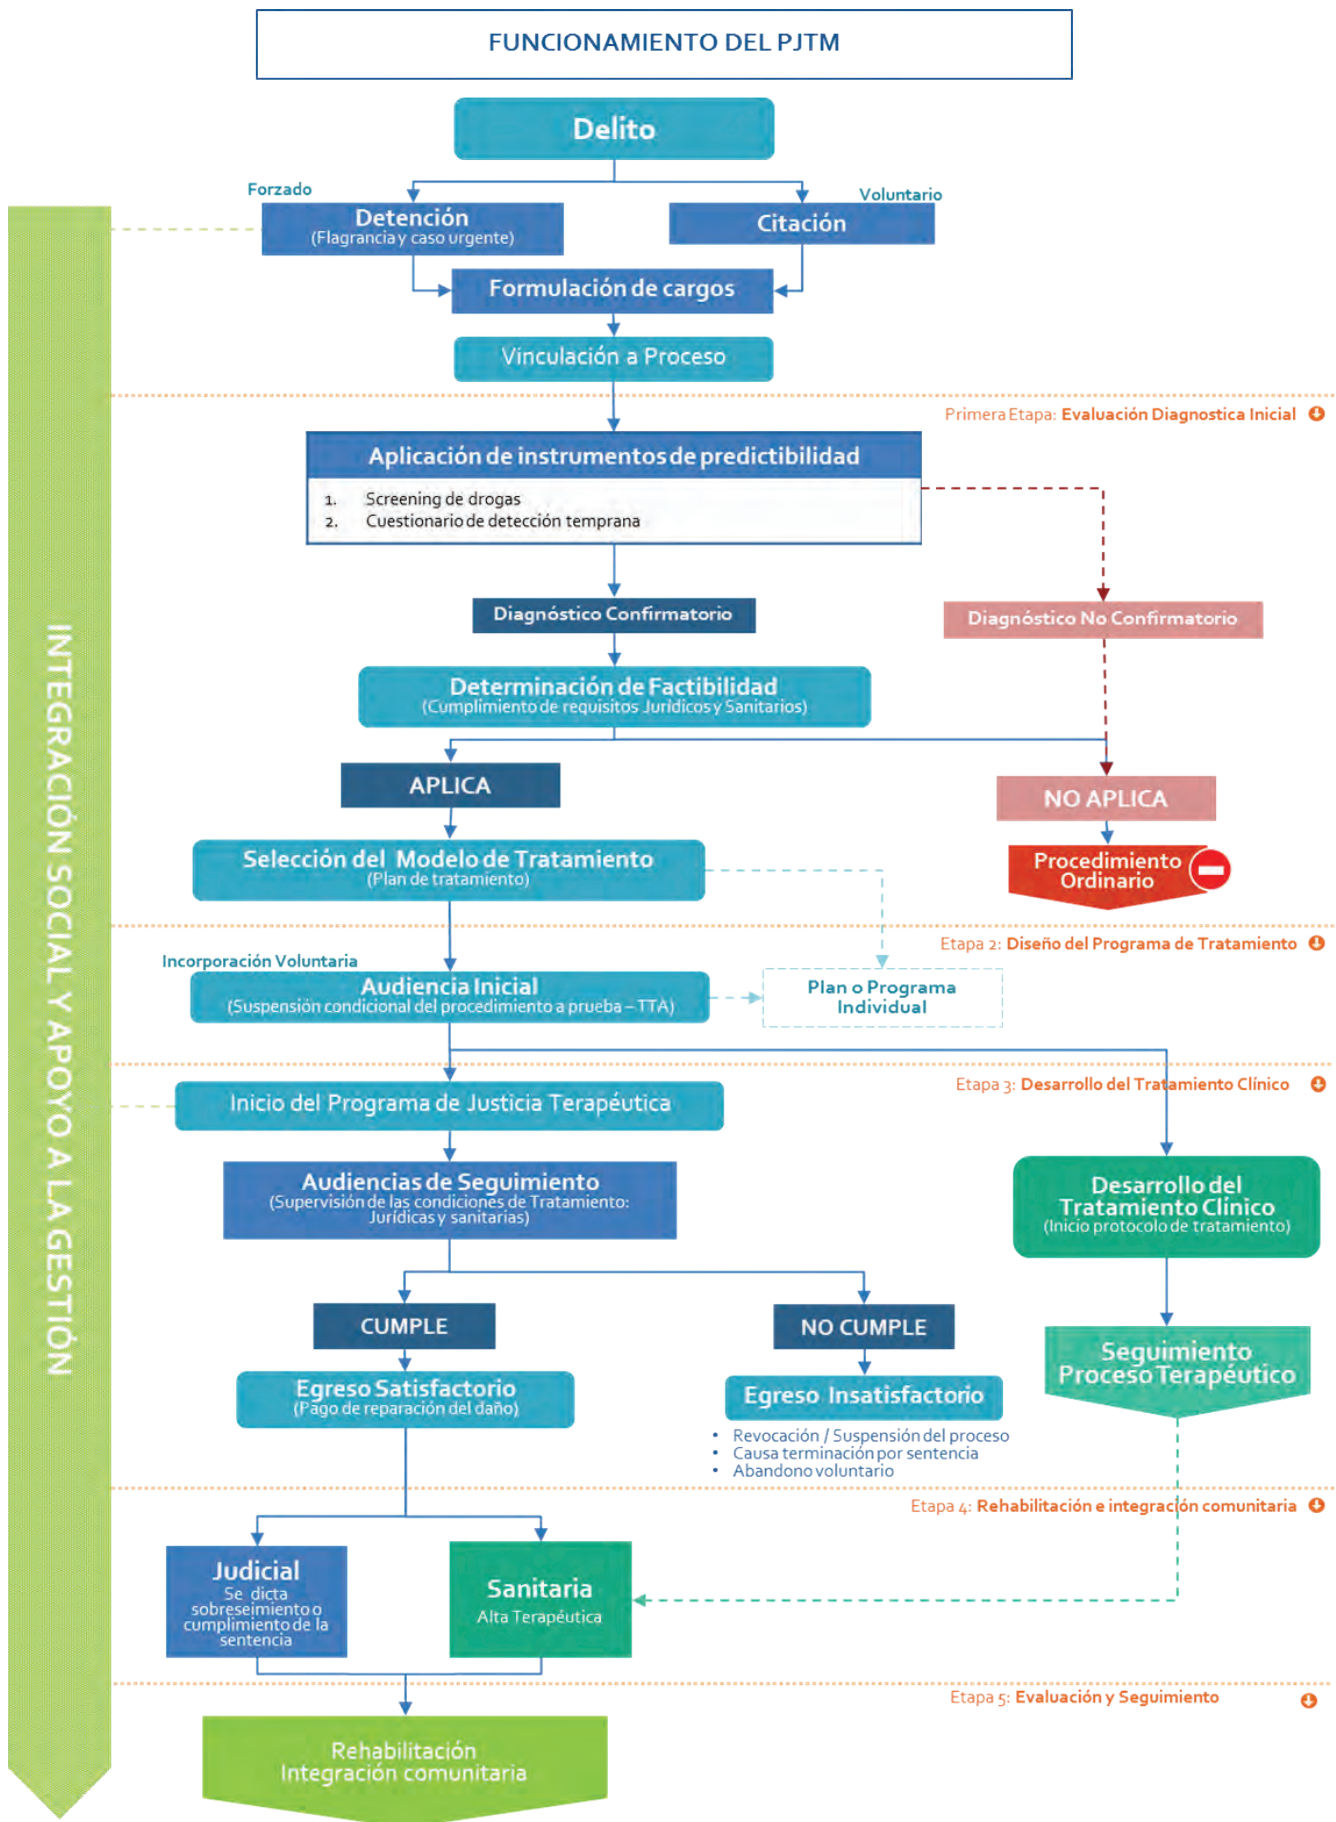 FUNCIONAMIENTO DEL PJTM
Delito
Forzado
Voluntario
Detención
(Flagrancia y caso urgente)
Citación
Formulación de cargos
Vinculación a Proceso
Primera Etapa: Evaluación Diagnostica Inicial
Aplicación de instrumentos de predictibilidad
1. Screening de drogas
2. Cuestionario de detección temprana
Diagnóstico Confirmatorio
Diagnóstico No Confirmatorio
Determinación de Factibilidad
(Cumplimiento de requisitos Jurídicos y Sanitarios)
APLICA
NO APLICA
Selección del Modelo de Tratamiento
(Plan de tratamiento)
Procedimiento
Ordinario
Etapa 2: Diseño del Programa de Tratamiento
Incorporación Voluntaria
Audiencia Inicial
(Suspensión condicional del procedimiento a prueba – TTA)
Plan o Programa
Individual
Etapa 3: Desarrollo del Tratamiento Clínico
Inicio del Programa de Justicia Terapéutica
Audiencias de Seguimiento
(Supervisión de las condiciones de Tratamiento:
Jurídicas y sanitarias)
Desarrollo del
Tratamiento Clínico
(Inicio protocolo de tratamiento)
CUMPLE
NO CUMPLE
Seguimiento
Proceso Terapéutico
Egreso Satisfactorio
(Pago de reparación del daño)
Egreso Insatisfactorio
• Revocación / Suspensión del proceso
• Causa terminación por sentencia
• Abandono voluntario
Etapa 4: Rehabilitación e integración comunitaria
Judicial
Se dicta
sobreseimiento o
cumplimiento de la
sentencia
Sanitaria
Alta Terapéutica
Etapa 5: Evaluación y Seguimiento
Rehabilitación
Integración comunitaria
INTEGRACIÓN SOCIAL Y APOYO A LA GESTIÓN